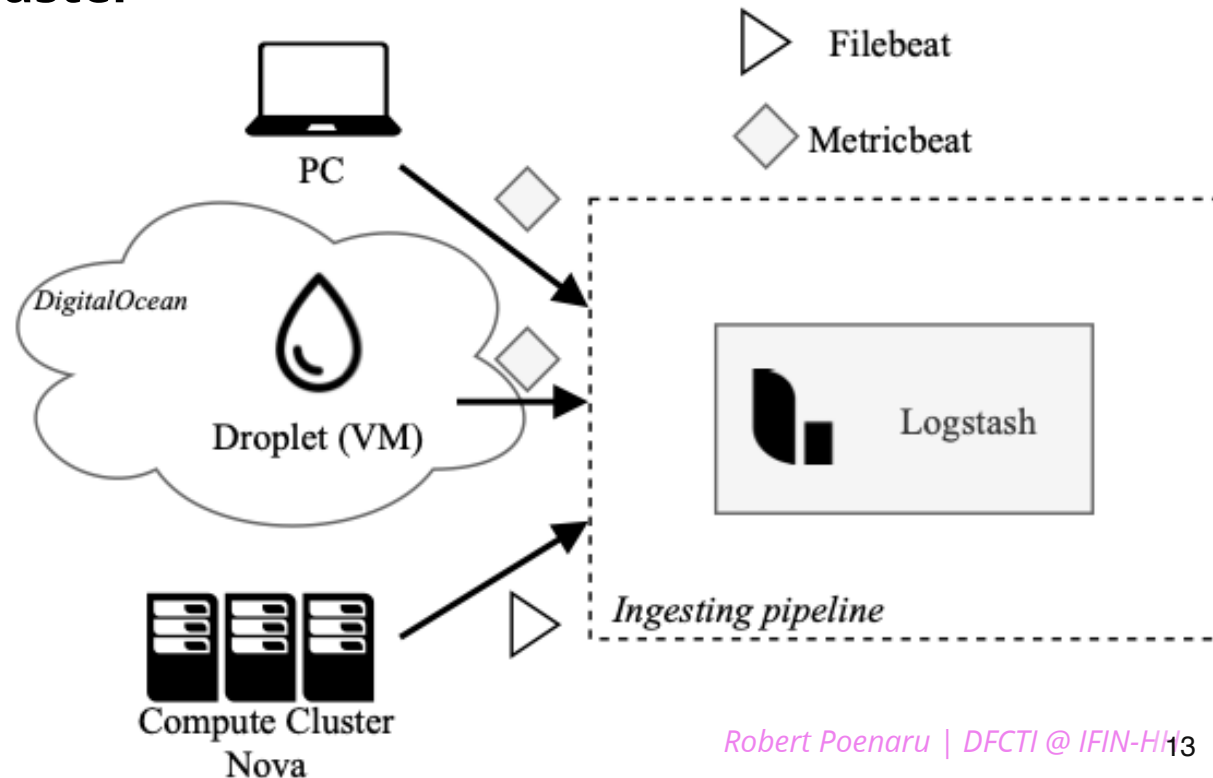 Filebeat
Metricbeat
PC
DigitalOcean
Droplet (VM)
Logstash
Ingesting pipeline
Compute Cluster
Nova
Robert Poenaru | DFCTI @ IFIN-HH
13